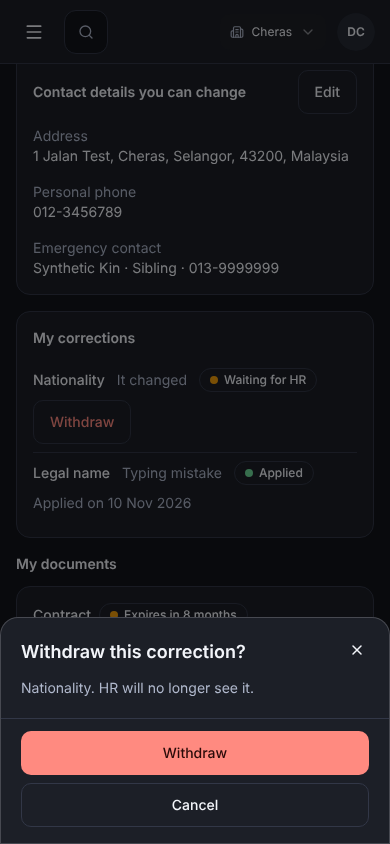 Cheras
DC
Contact details you can change
Edit
Address
1 Jalan Test, Cheras, Selangor, 43200, Malaysia
Personal phone
012-3456789
Emergency contact
Synthetic Kin · Sibling · 013-9999999
My corrections
Nationality It changed Waiting for HR
Withdraw
Legal name Typing mistake Applied
Applied on 10 Nov 2026
My documents
Contract Expires in 8 months
Withdraw this correction?
Nationality. HR will no longer see it.
Withdraw
Cancel